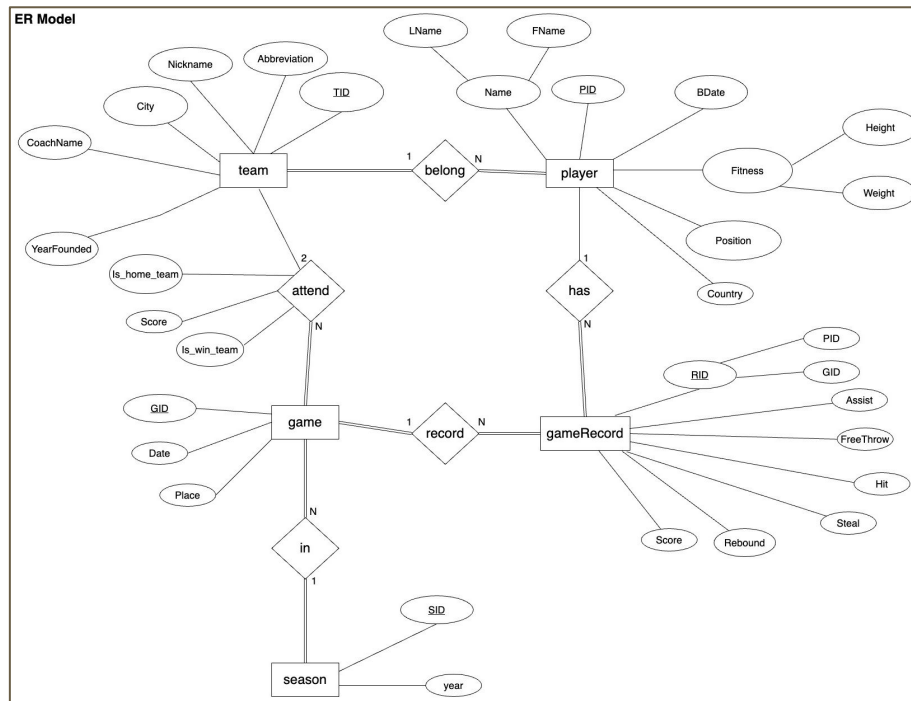 ER Model
LName
FName
Nickname
Abbreviation
TID
Name
PID
BDate
City
Height
CoachName
team
1
belong
N
player
Fitness
Weight
YearFounded
Position
Is_home_team
2
attend
1
has
Country
Score
N
Is_win_team
N
PID
RID
GID
GID
Assist
game
1
record
N
gameRecord
FreeThrow
Date
Hit
Place
Steal
N
Score
Rebound
in
1
SID
season
year